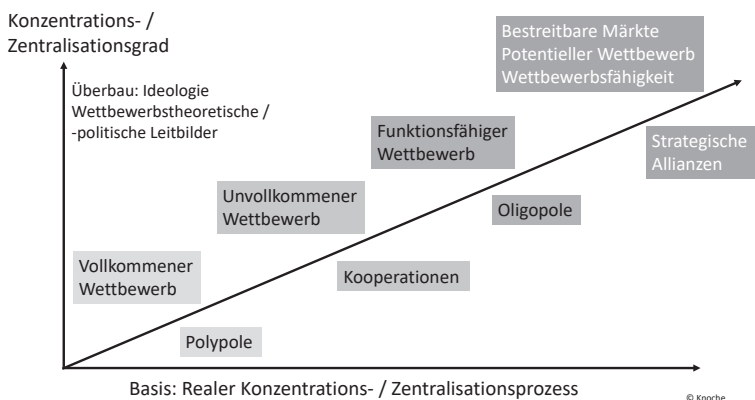 Konzentrations- /
Zentralisationsgrad
Überbau: Ideologie
Wettbewerbstheoretische /
-politische Leitbilder
Bestreitbare Märkte
Potentieller Wettbewerb
Wettbewerbsfähigkeit
Funktionsfähiger
Wettbewerb
Strategische
Allianzen
Unvollkommener
Wettbewerb
Oligopole
Vollkommener
Wettbewerb
Kooperationen
Polypole
Basis: Realer Konzentrations- / Zentralisationsprozess
© Knoche